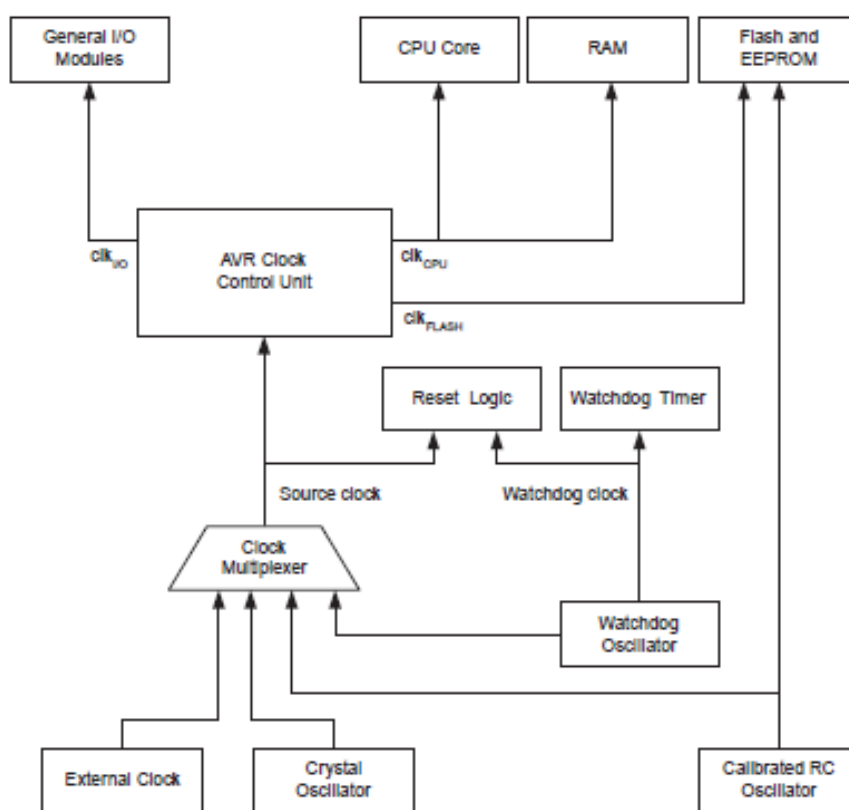 General I/O
Modules
CPU Core
RAM
Flash and
EEPROM
AVR Clock
Control Unit
clkI/O
clkCPU
clkFLASH
Reset Logic
Watchdog Timer
Source clock
Watchdog clock
Clock
Multiplexer
Watchdog
Oscillator
External Clock
Crystal
Oscillator
Calibrated RC
Oscillator